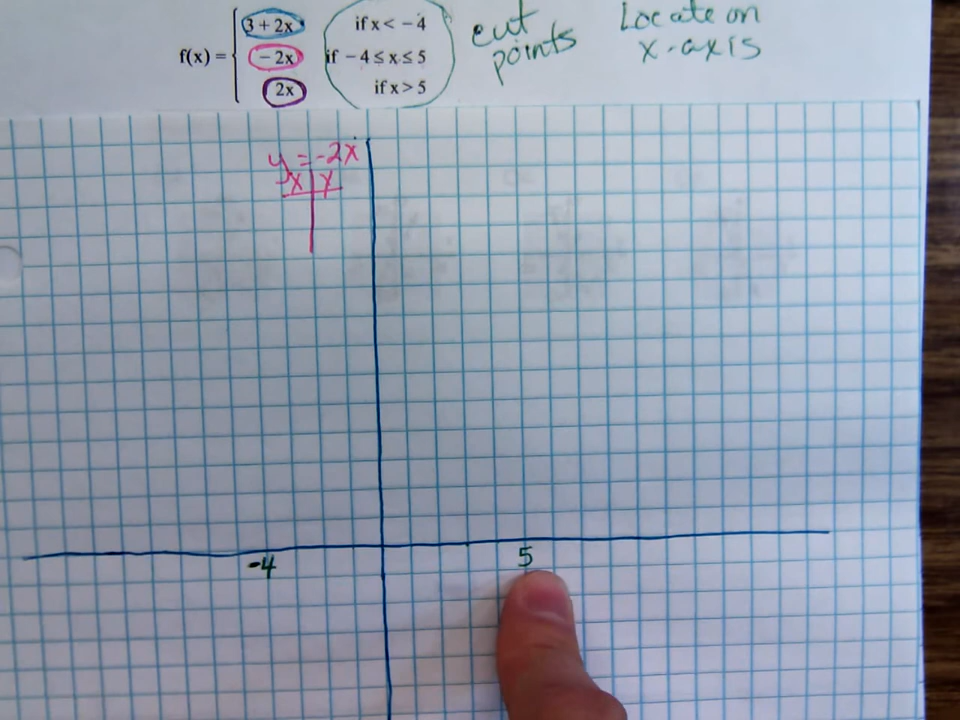 f(x) = { 3 + 2x if x < − 4
− 2x if − 4 ≤ x ≤ 5
2x if x > 5
cut points
Locate on
x-axis
y = -2x
x y
-4 5